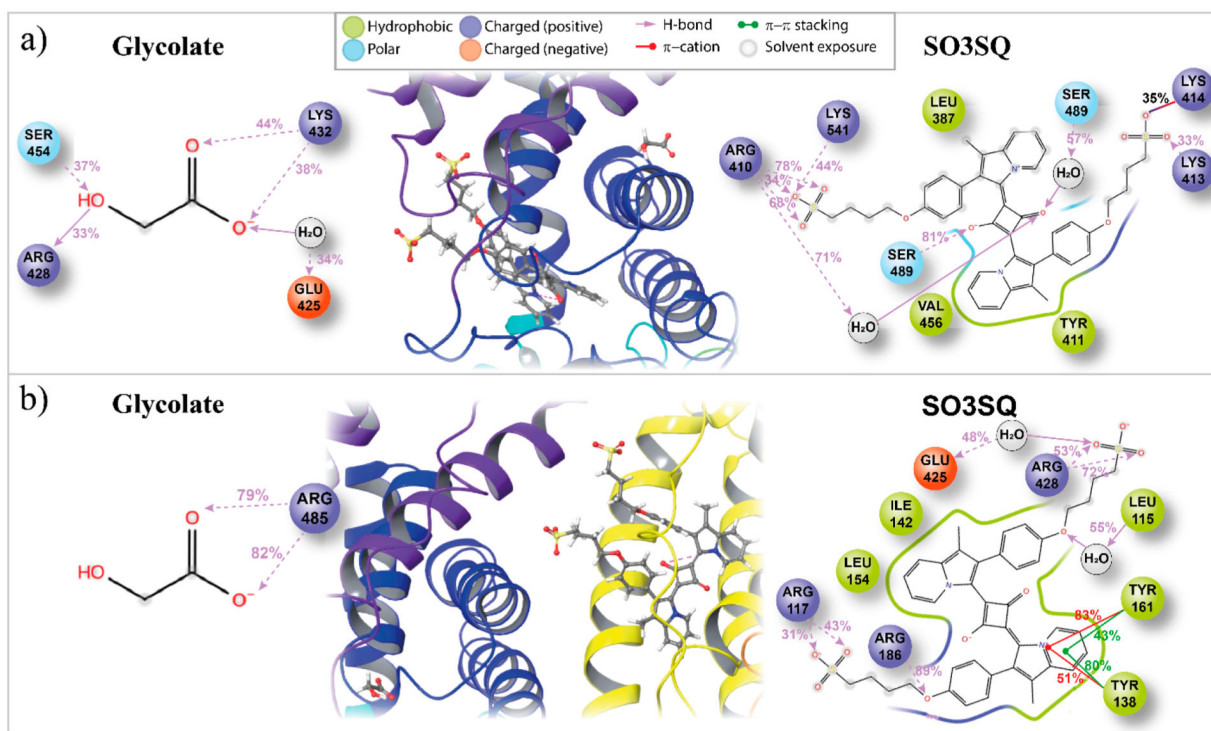 Hydrophobic
Charged (positive)
H-bond
π–π stacking
Polar
Charged (negative)
π–cation
Solvent exposure
a)
Glycolate
SO3SQ
SER
454
37%
HO
33%
ARG
428
44%
LYS
432
38%
O
O-
H₂O
34%
GLU
425
LYS
541
ARG
410
78%
44%
34%
68%
71%
H₂O
LEU
387
SER
489
57%
H₂O
35%
LYS
414
33%
LYS
413
81%
SER
489
VAL
456
TYR
411
b)
Glycolate
SO3SQ
79%
ARG
485
82%
O
HO
O-
48%
H₂O
GLU
425
53%
ARG
428
72%
ILE
142
LEU
115
55%
H₂O
LEU
154
ARG
117
31%
43%
ARG
186
89%
TYR
161
83%
43%
80%
51%
TYR
138